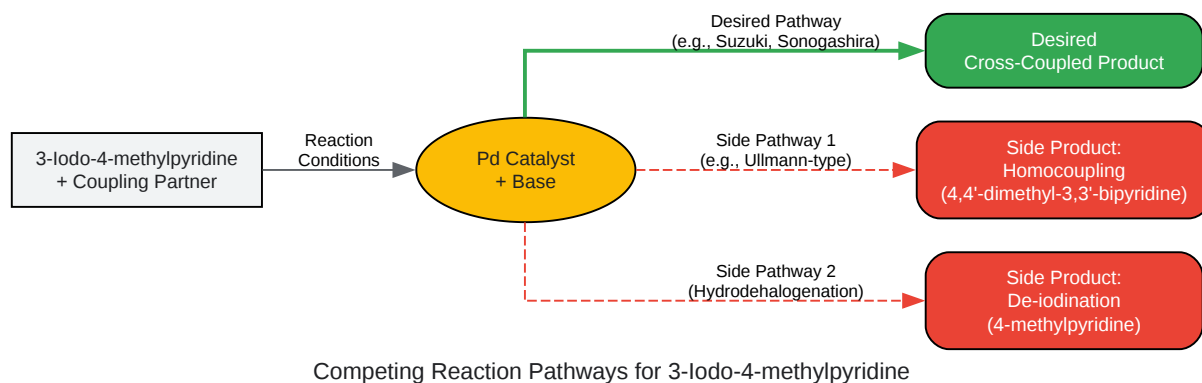 3-Iodo-4-methylpyridine
+ Coupling Partner
Reaction
Conditions
Pd Catalyst
+ Base
Desired Pathway
(e.g., Suzuki, Sonogashira)
Desired
Cross-Coupled Product
Side Pathway 1
(e.g., Ullmann-type)
Side Product:
Homocoupling
(4,4'-dimethyl-3,3'-bipyridine)
Side Pathway 2
(Hydrodehalogenation)
Side Product:
De-iodination
(4-methylpyridine)
Competing Reaction Pathways for 3-Iodo-4-methylpyridine